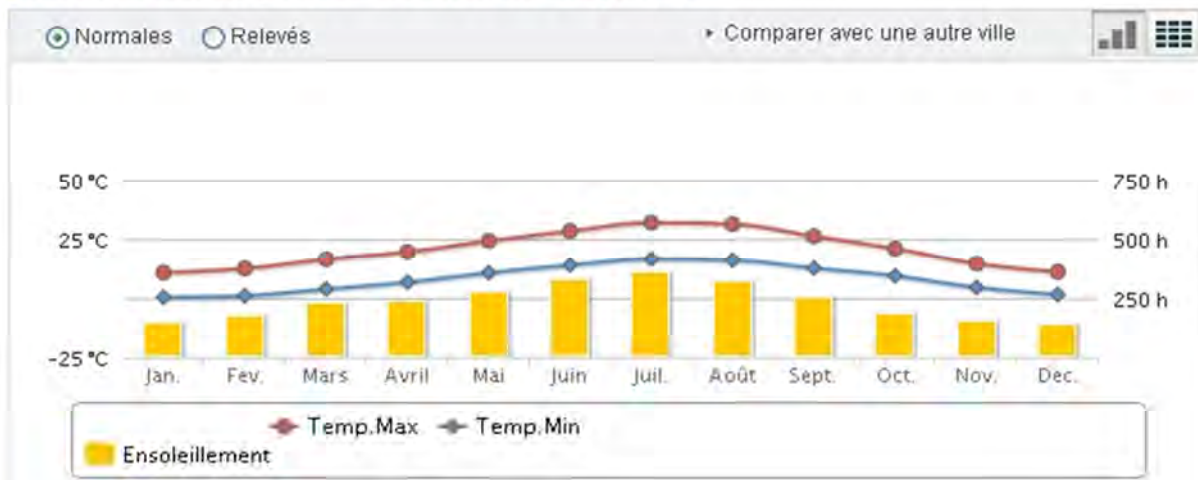 Normales Relevés Comparer avec une autre ville
50 °C 750 h
25 °C 500 h
250 h
-25 °C
Jan. Fev. Mars Avril Mai Juin Juil. Août Sept. Oct. Nov. Dec.
Temp.Max Temp.Min
Ensoleillement